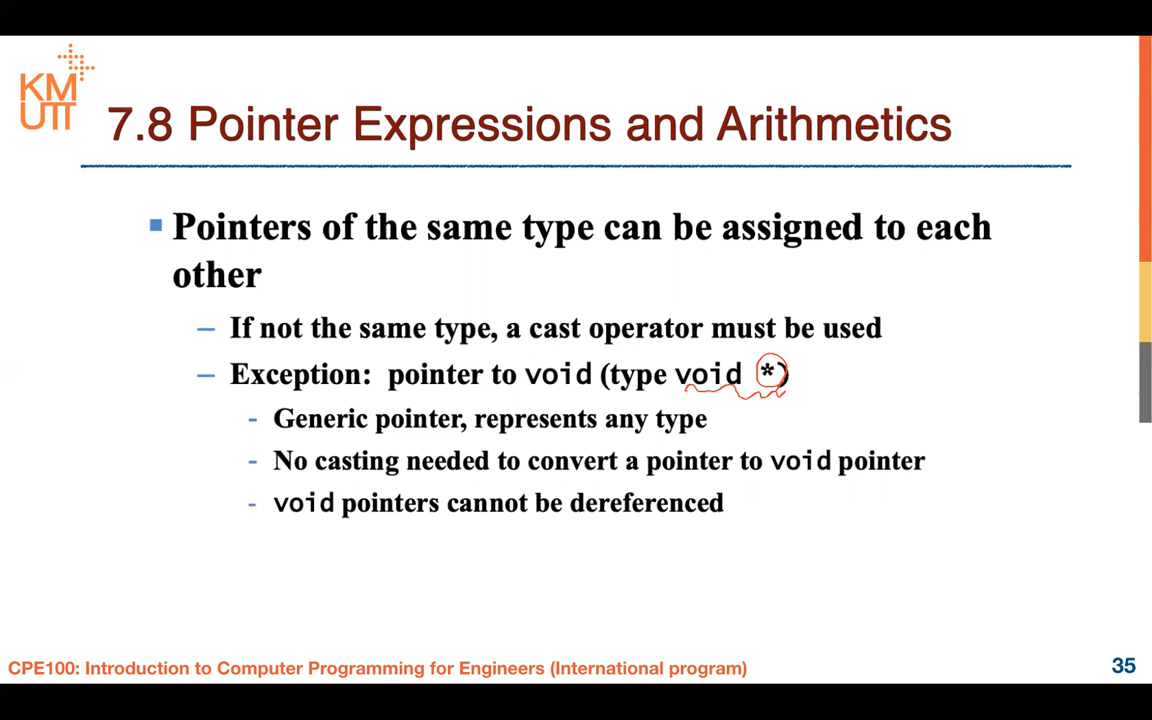 KM
UTT
7.8 Pointer Expressions and Arithmetics
Pointers of the same type can be assigned to each
other
– If not the same type, a cast operator must be used
– Exception: pointer to void (type void *)
- Generic pointer, represents any type
- No casting needed to convert a pointer to void pointer
- void pointers cannot be dereferenced
CPE100: Introduction to Computer Programming for Engineers (International program)
35